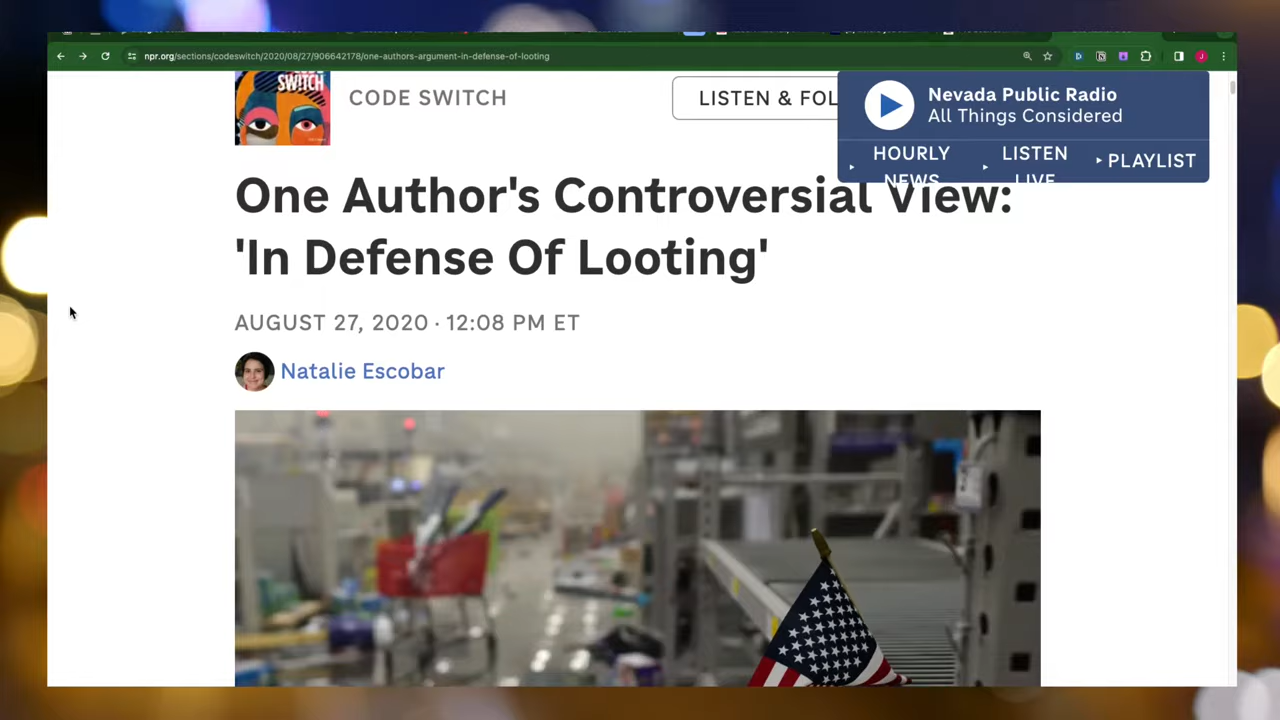 npr.org/sections/codeswitch/2020/08/27/906642178/one-authors-argument-in-defense-of-looting
SWITCH
CODE SWITCH
LISTEN & FOL
Nevada Public Radio
All Things Considered
HOURLY NEWS
LISTEN LIVE
PLAYLIST
One Author's Controversial View:
'In Defense Of Looting'
AUGUST 27, 2020 · 12:08 PM ET
Natalie Escobar